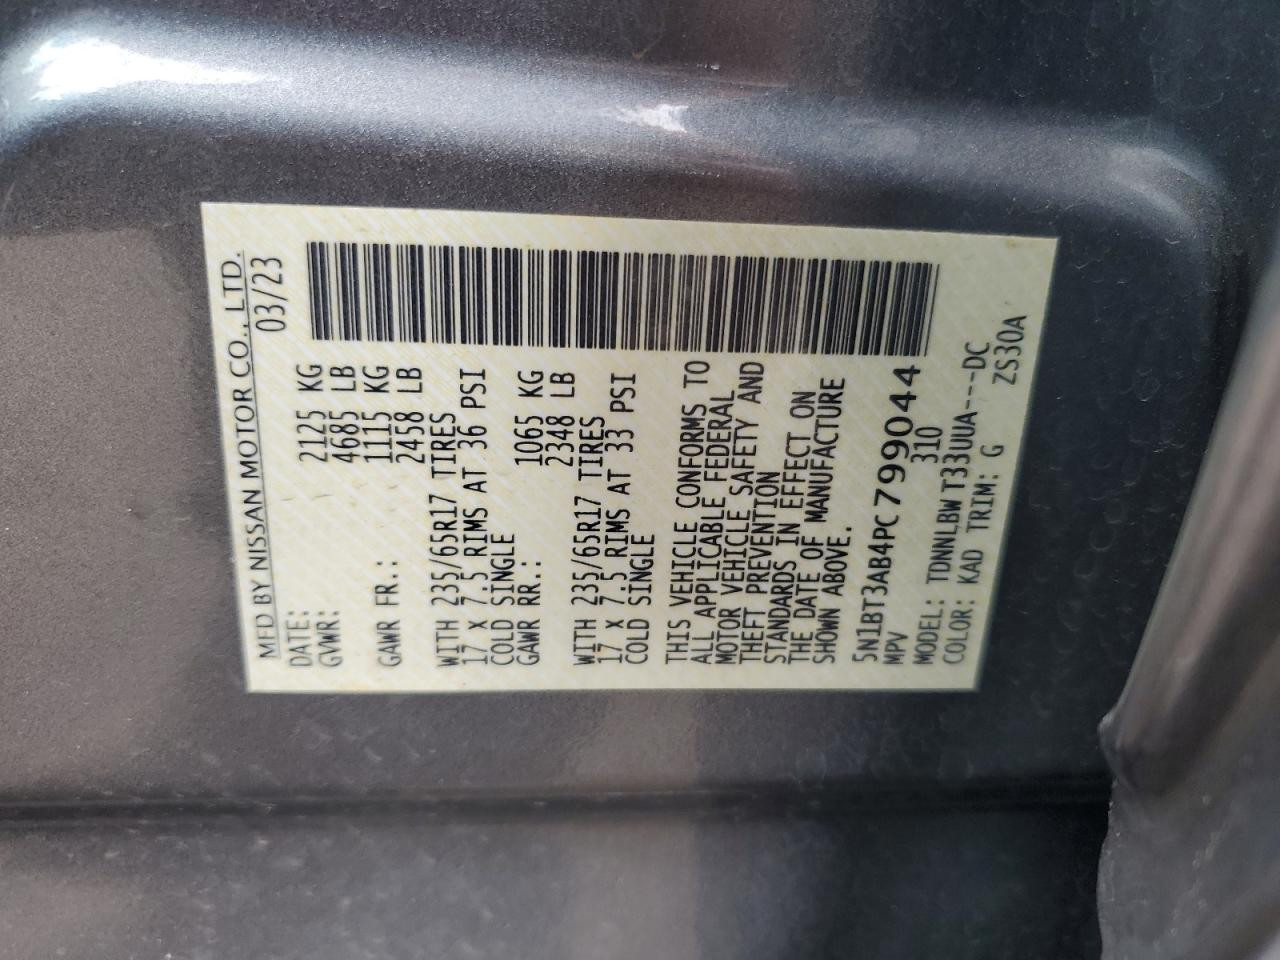 MFD BY NISSAN MOTOR CO., LTD.
DATE: 03/23
GVWR: 2125 KG
4685 LB
GAWR FR.: 1115 KG
2458 LB
WITH 235/65R17 TIRES
17 X 7.5 RIMS AT 36 PSI
COLD SINGLE
GAWR RR.: 1065 KG
2348 LB
WITH 235/65R17 TIRES
17 X 7.5 RIMS AT 33 PSI
COLD SINGLE
THIS VEHICLE CONFORMS TO
ALL APPLICABLE FEDERAL
MOTOR VEHICLE SAFETY AND
THEFT PREVENTION
STANDARDS IN EFFECT ON
THE DATE OF MANUFACTURE
SHOWN ABOVE.
5N1BT3AB4PC799044
MPV 310
MODEL: TDNNLBW T33UUA---DC
COLOR: KAD TRIM: G ZS30A